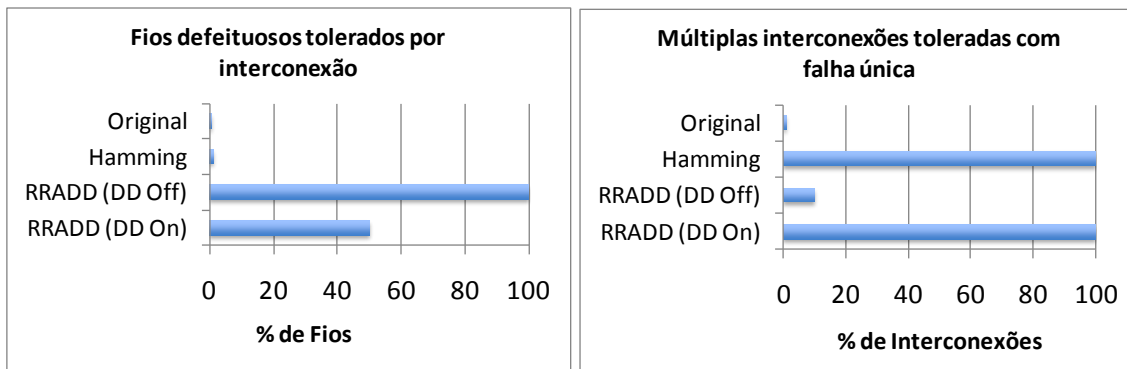 Fios defeituosos tolerados por
interconexão
Original
Hamming
RRADD (DD Off)
RRADD (DD On)
0 20 40 60 80 100
% de Fios
Múltiplas interconexões toleradas com
falha única
Original
Hamming
RRADD (DD Off)
RRADD (DD On)
0 20 40 60 80 100
% de Interconexões